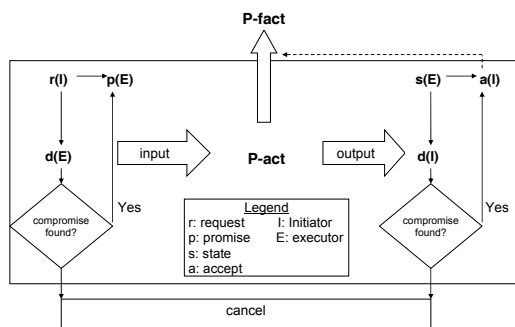 P-fact
r(I) p(E) s(E) a(I)
d(E) input P-act output d(I)
compromise
found?
Yes
Legend
r: request I: Initiator
p: promise E: executor
s: state
a: accept
compromise
found?
Yes
cancel